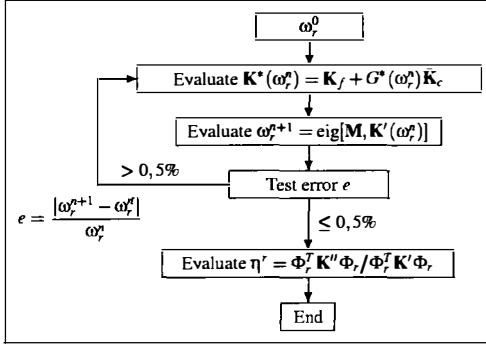 ω_r^0
Evaluate K*(ω_r^n) = K_f + G*(ω_r^n)K̄_c
Evaluate ω_r^{n+1} = eig[M, K′(ω_r^n)]
> 0,5%
Test error e
e = |ω_r^{n+1} − ω_r^n| / ω_r^n
≤ 0,5%
Evaluate η^r = Φ_r^T K″Φ_r/Φ_r^T K′Φ_r
End